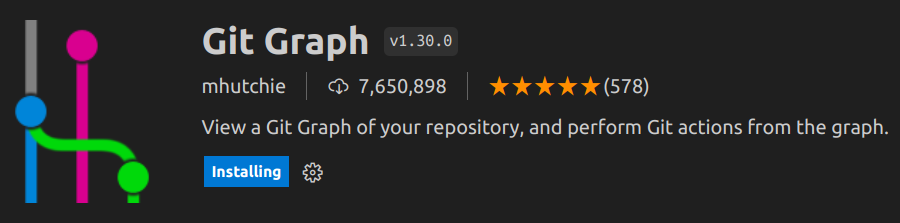 Git Graph v1.30.0
mhutchie 7,650,898 ★★★★★(578)
View a Git Graph of your repository, and perform Git actions from the graph.
Installing